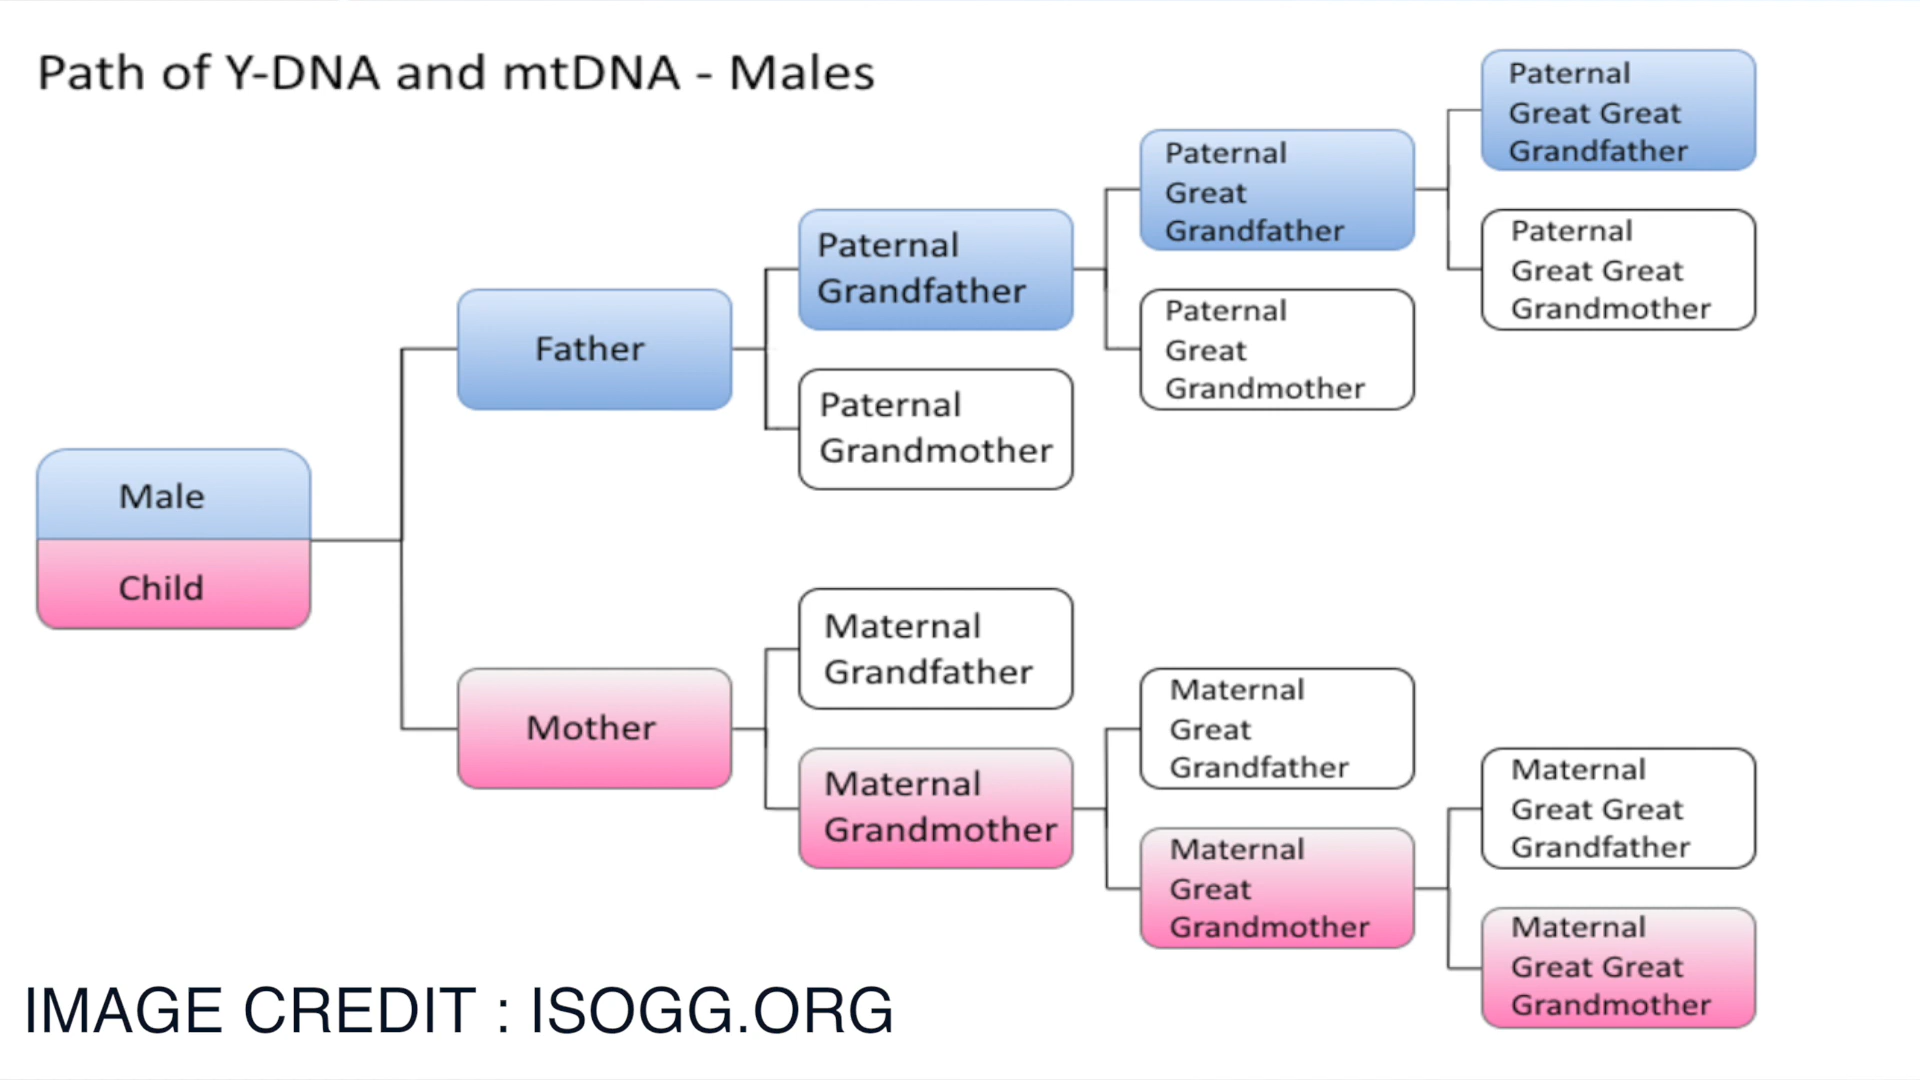 Path of Y-DNA and mtDNA - Males
Male
Child
Father
Mother
Paternal
Grandfather
Paternal
Grandmother
Maternal
Grandfather
Maternal
Grandmother
Paternal
Great
Grandfather
Paternal
Great
Grandmother
Maternal
Great
Grandfather
Maternal
Great
Grandmother
Paternal
Great Great
Grandfather
Paternal
Great Great
Grandmother
Maternal
Great Great
Grandfather
Maternal
Great Great
Grandmother
IMAGE CREDIT : ISOGG.ORG